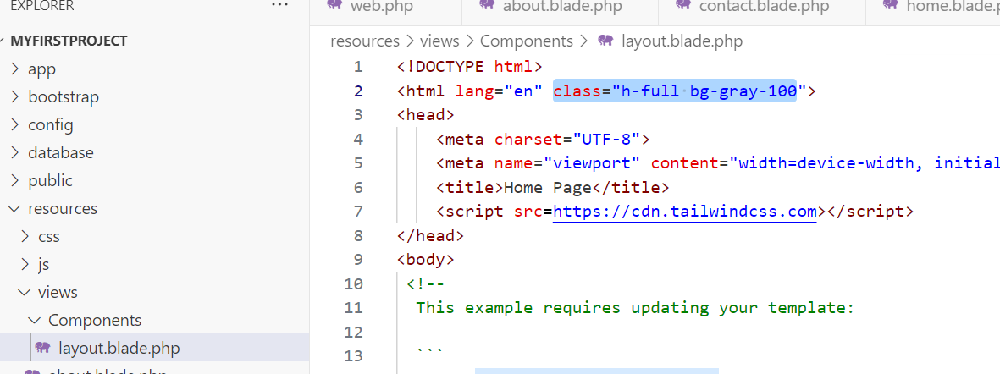 EXPLORER ...
MYFIRSTPROJECT
app
bootstrap
config
database
public
resources
css
js
views
Components
layout.blade.php
about.blade.php
web.php about.blade.php contact.blade.php home.blade.p
resources > views > Components > layout.blade.php
1 <!DOCTYPE html>
2 <html lang="en" class="h-full bg-gray-100">
3 <head>
4 <meta charset="UTF-8">
5 <meta name="viewport" content="width=device-width, initial
6 <title>Home Page</title>
7 <script src=https://cdn.tailwindcss.com></script>
8 </head>
9 <body>
10 <!--
11 This example requires updating your template:
12
13 ```